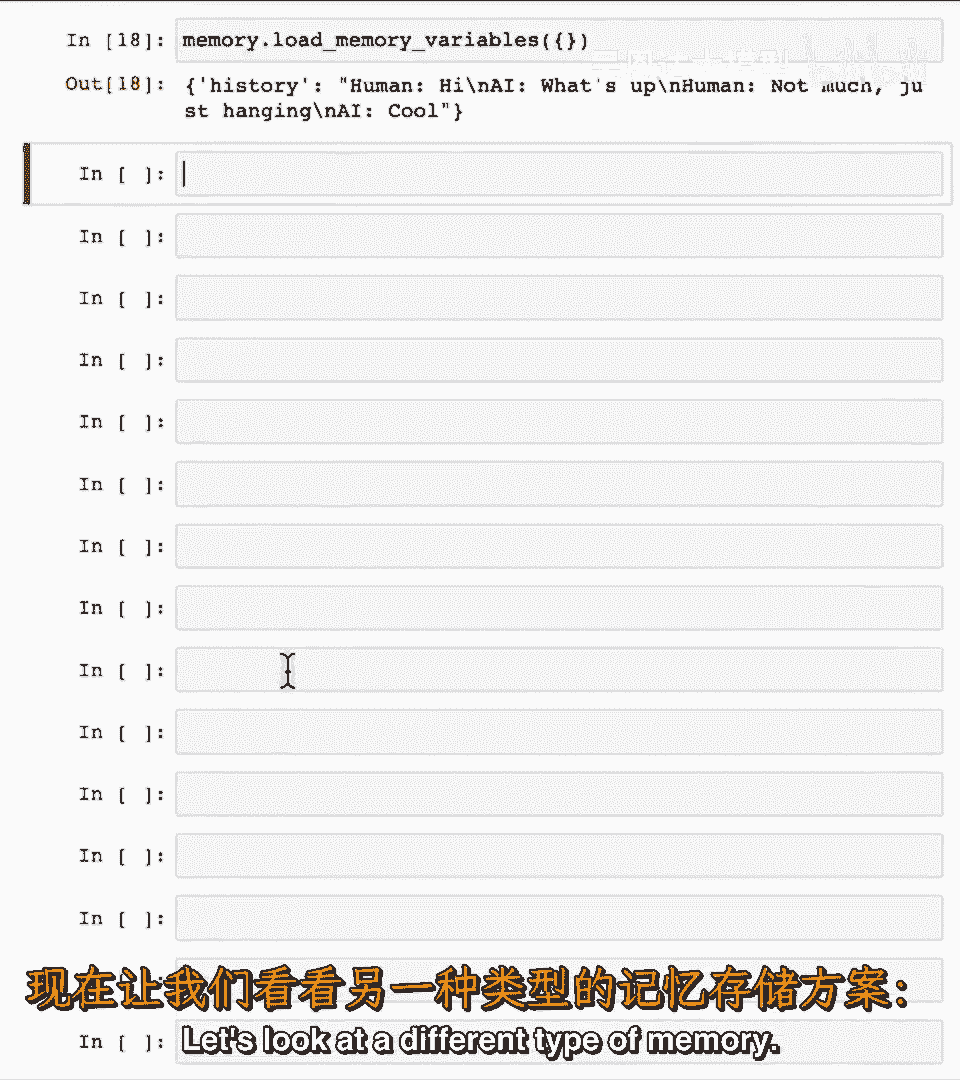 In [18]: memory.load_memory_variables({})
Out[18]: {'history': "Human: Hi\nAI: What's up\nHuman: Not much, ju
st hanging\nAI: Cool"}
In [ ]:
In [ ]:
In [ ]:
In [ ]:
In [ ]:
In [ ]:
In [ ]:
In [ ]:
In [ ]:
In [ ]:
In [ ]:
In [ ]:
In [ ]:
现在让我们看看另一种类型的记忆存储方案：
In [ ]:
Let's look at a different type of memory.